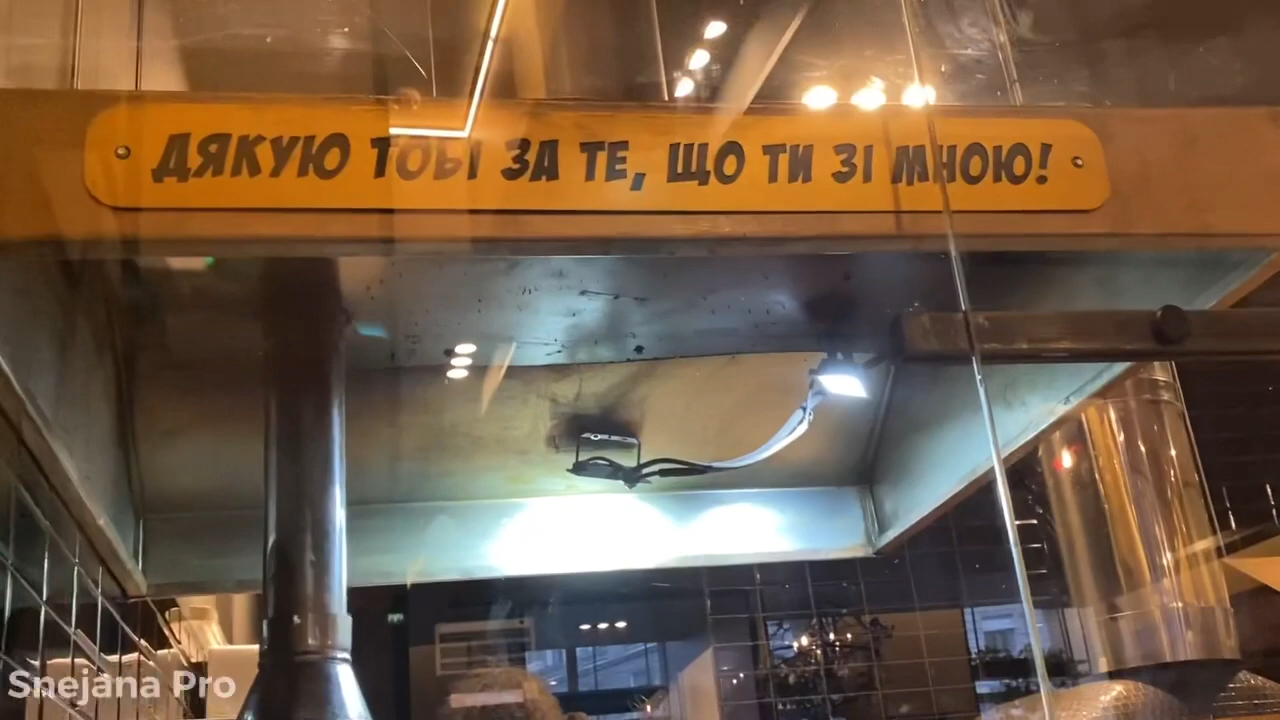 ДЯКУЮ ТОБІ ЗА ТЕ, ЩО ТИ ЗІ МНОЮ!
Snejana Pro